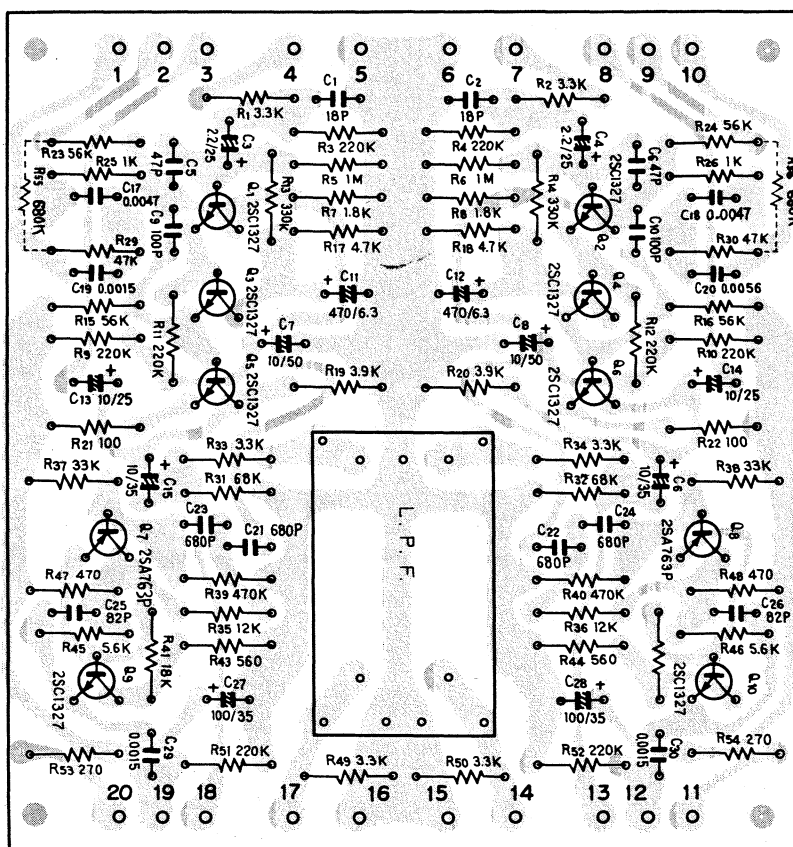 1 2 3 4 5 6 7 8 9 10
R1 3.3K
C1
18P
C2
18P
R2 3.3K
C3
2.2/25
+
R3 220K
R4 220K
C4
2.2/25
+
R23 56K
R25 1K
C17
0.0047
C5
47P
C9 100P
Q1 2SC1327
R13 330K
R5 1M
R7 1.8K
R17 4.7K
R6 1M
R8 1.8K
R18 4.7K
R14 330K
2SC1327
Q2
C6 47P
C10 100P
R24 56K
R26 1K
C18 0.0047
R55
680K
680K
R29
47K
C19 0.0015
R15 56K
R9 220K
R11 220K
Q3 2SC1327
C11
+
470/6.3
C12
+
470/6.3
Q4
2SC1327
R12 220K
R30 47K
C20 0.0056
R16 56K
R10 220K
C7
+
10/50
C8
+
10/50
C13 10/25
+
Q5 2SC1327
R19 3.9K
R20 3.9K
Q6
2SC1327
C14
+
10/25
R21 100
R22 100
R37 33K
10/35
+
C15
R33 3.3K
R31 68K
L. P. F.
R34 3.3K
R32 68K
10/35
+
C6
R38 33K
C23
680P
C21 680P
C24
680P
C22
680P
Q7 2SA763P
Q8
2SA763P
R47 470
C25
82P
R45 5.6K
R39 470K
R35 12K
R43 560
R41 18K
R40 470K
R36 12K
R44 560
R48 470
C26
82P
R46 5.6K
Q9
2SC1327
+
C27
100/35
C28
+
100/35
2SC1327
Q10
R53 270
0.0015
C29
R51 220K
R49 3.3K
R50 3.3K
R52 220K
0.0015
C30
R54 270
20 19 18 17 16 15 14 13 12 11